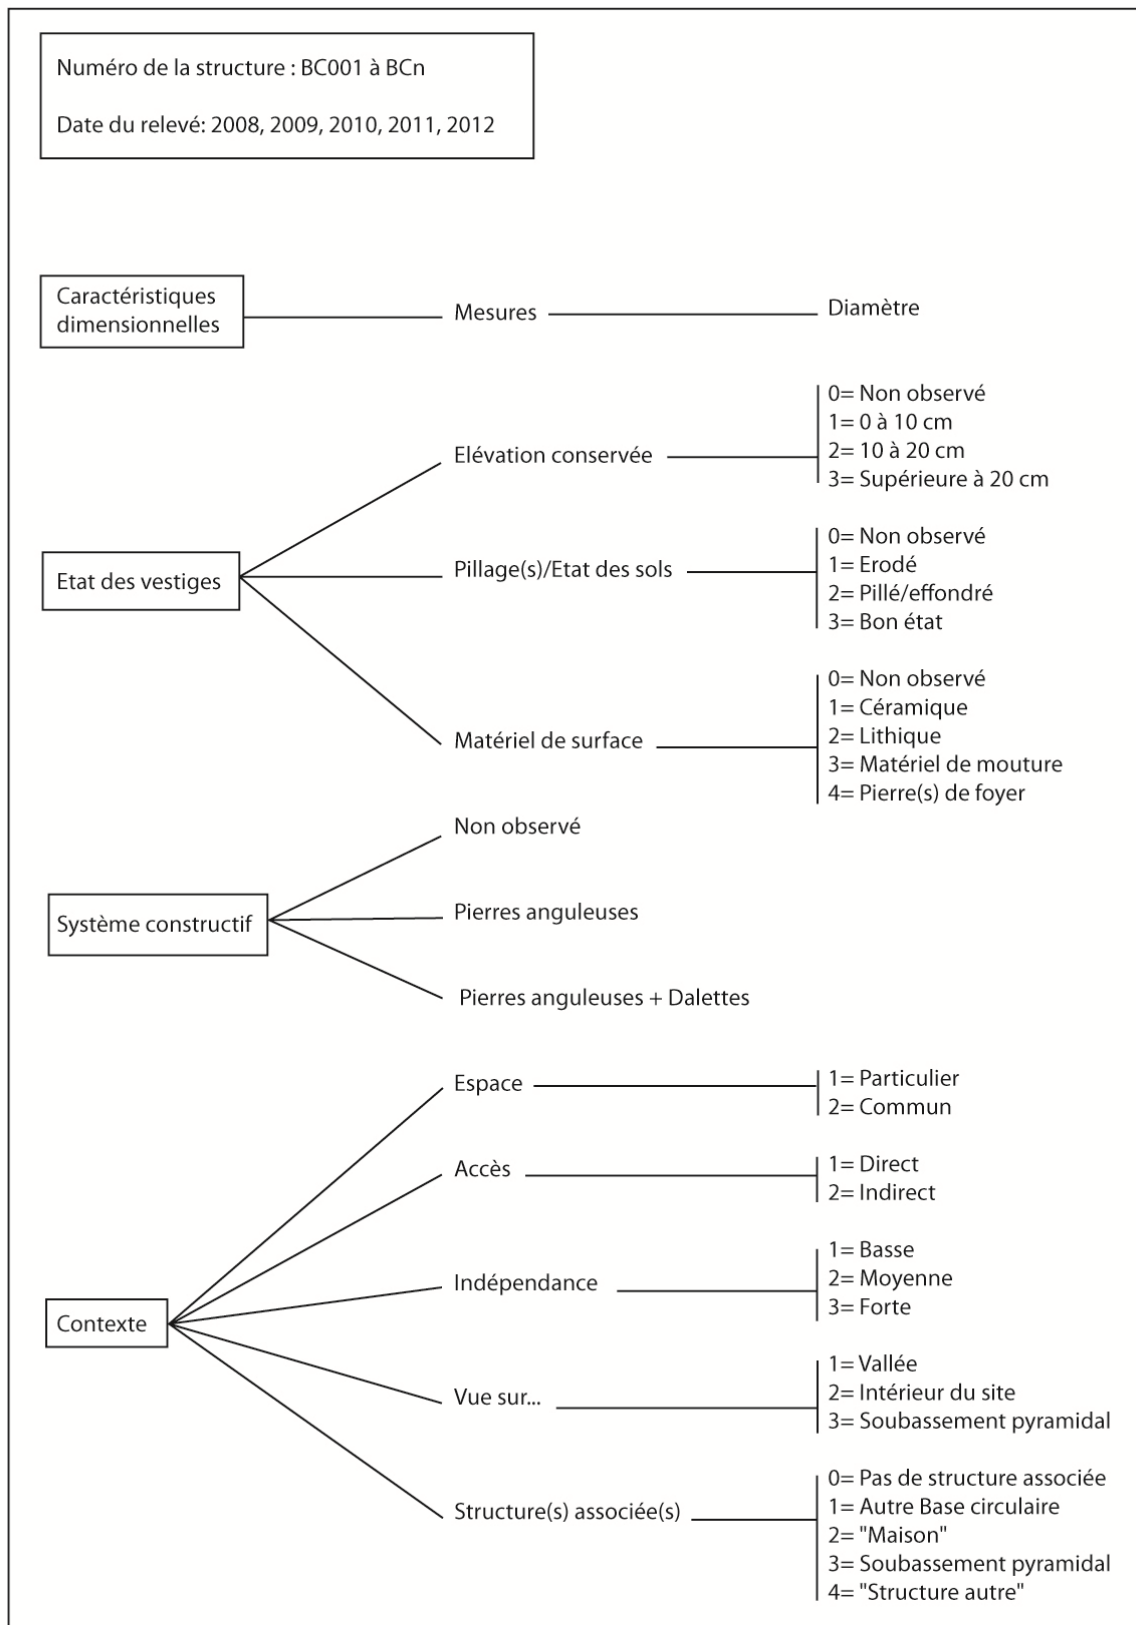 Numéro de la structure : BC001 à BCn
Date du relevé: 2008, 2009, 2010, 2011, 2012
Caractéristiques
dimensionnelles
Mesures
Diamètre
Etat des vestiges
Elévation conservée
0= Non observé
1= 0 à 10 cm
2= 10 à 20 cm
3= Supérieure à 20 cm
Pillage(s)/Etat des sols
0= Non observé
1= Erodé
2= Pillé/effondré
3= Bon état
Matériel de surface
0= Non observé
1= Céramique
2= Lithique
3= Matériel de mouture
4= Pierre(s) de foyer
Système constructif
Non observé
Pierres anguleuses
Pierres anguleuses + Dalettes
Contexte
Espace
1= Particulier
2= Commun
Accès
1= Direct
2= Indirect
Indépendance
1= Basse
2= Moyenne
3= Forte
Vue sur...
1= Vallée
2= Intérieur du site
3= Soubassement pyramidal
Structure(s) associée(s)
0= Pas de structure associée
1= Autre Base circulaire
2= "Maison"
3= Soubassement pyramidal
4= "Structure autre"